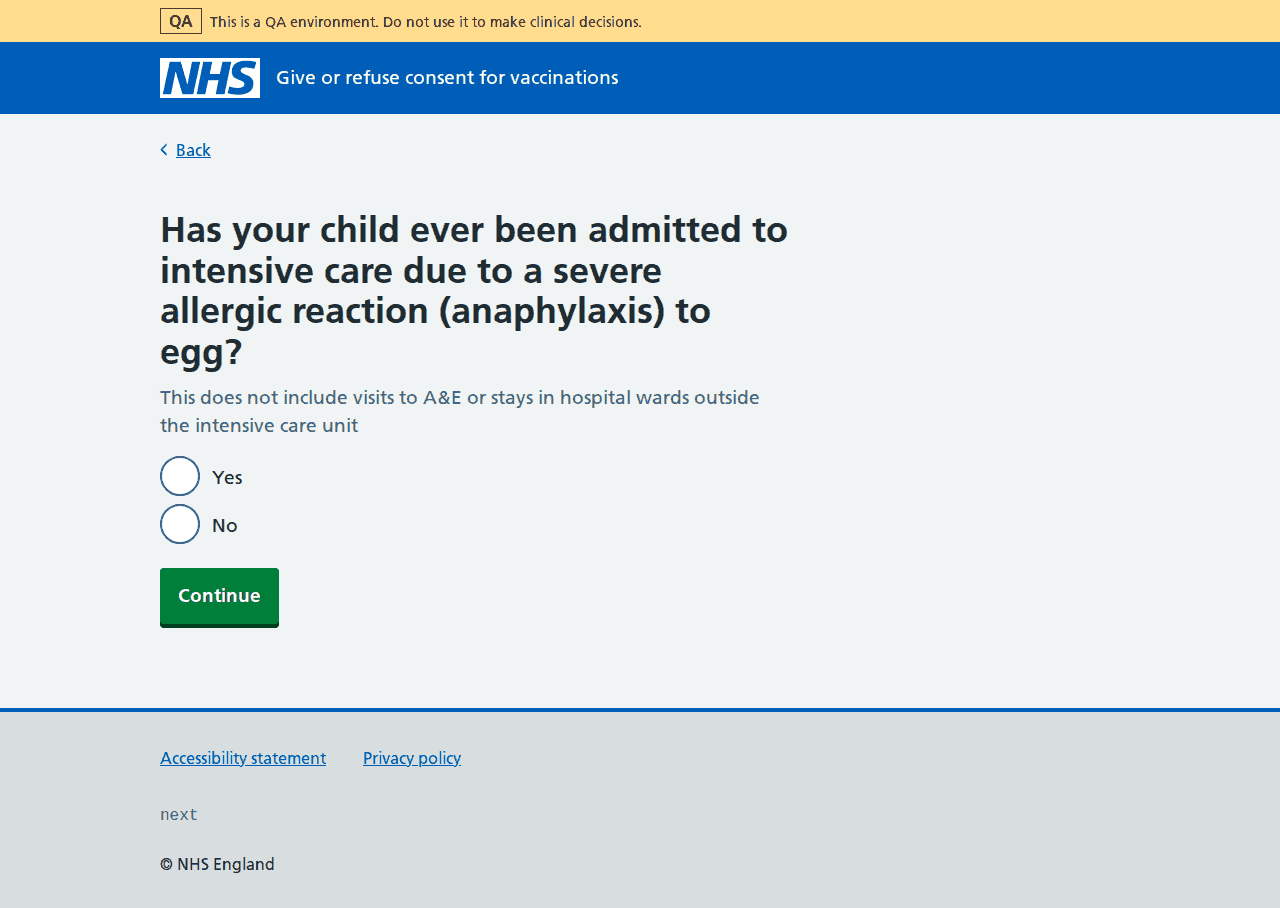 QA This is a QA environment. Do not use it to make clinical decisions.
NHS Give or refuse consent for vaccinations
Back
Has your child ever been admitted to
intensive care due to a severe
allergic reaction (anaphylaxis) to
egg?
This does not include visits to A&E or stays in hospital wards outside
the intensive care unit
Yes
No
Continue
Accessibility statement Privacy policy
next
© NHS England